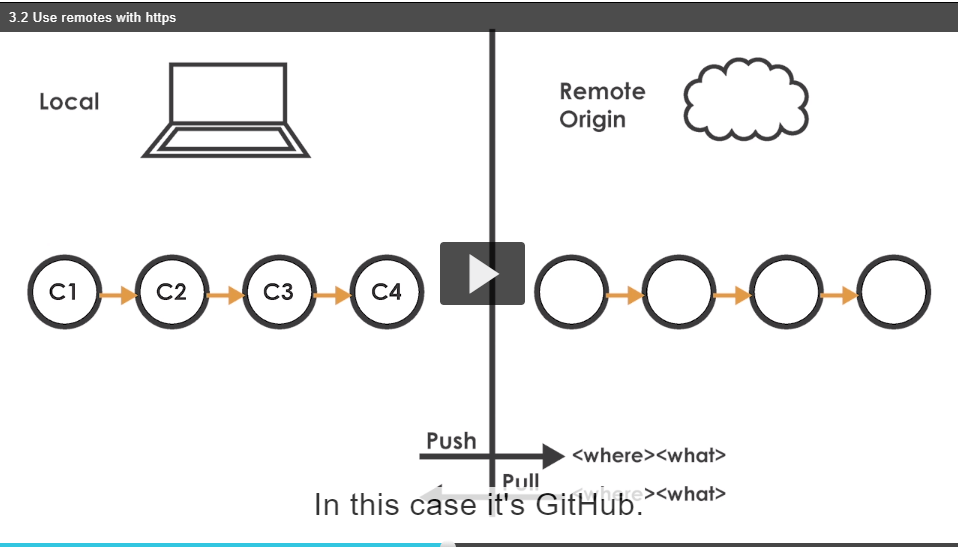 3.2 Use remotes with https
Local
Remote
Origin
C1
C2
C3
C4
Push
<where><what>
Pull
<where><what>
In this case it's GitHub.